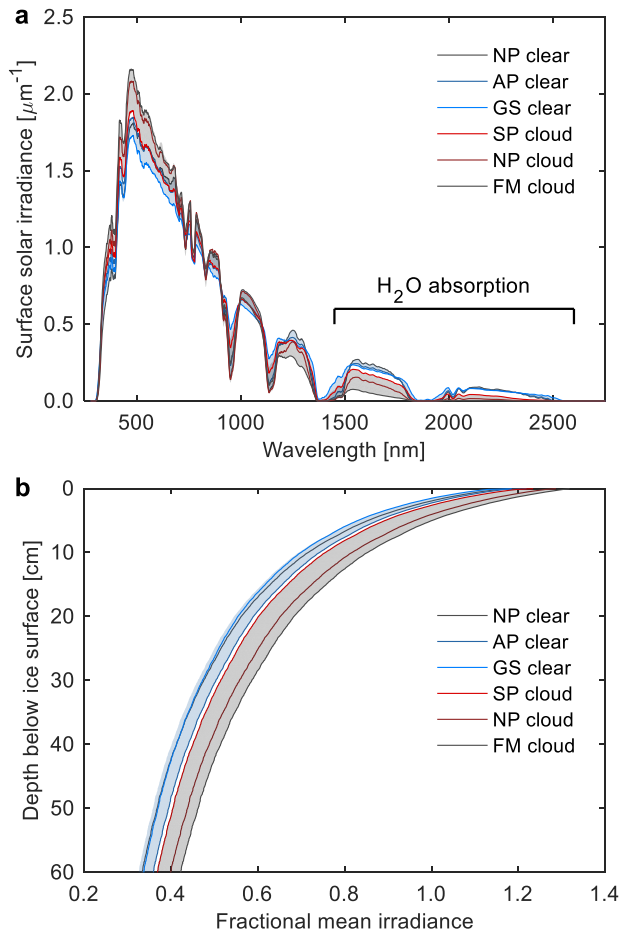 a
Surface solar irradiance [μm-1]
2.5
2.0
1.5
1.0
0.5
0.0
NP clear
AP clear
GS clear
SP cloud
NP cloud
FM cloud
H2O absorption
500
1000
1500
2000
2500
Wavelength [nm]
b
Depth below ice surface [cm]
0
10
20
30
40
50
60
NP clear
AP clear
GS clear
SP cloud
NP cloud
FM cloud
0.2
0.4
0.6
0.8
1.0
1.2
1.4
Fractional mean irradiance